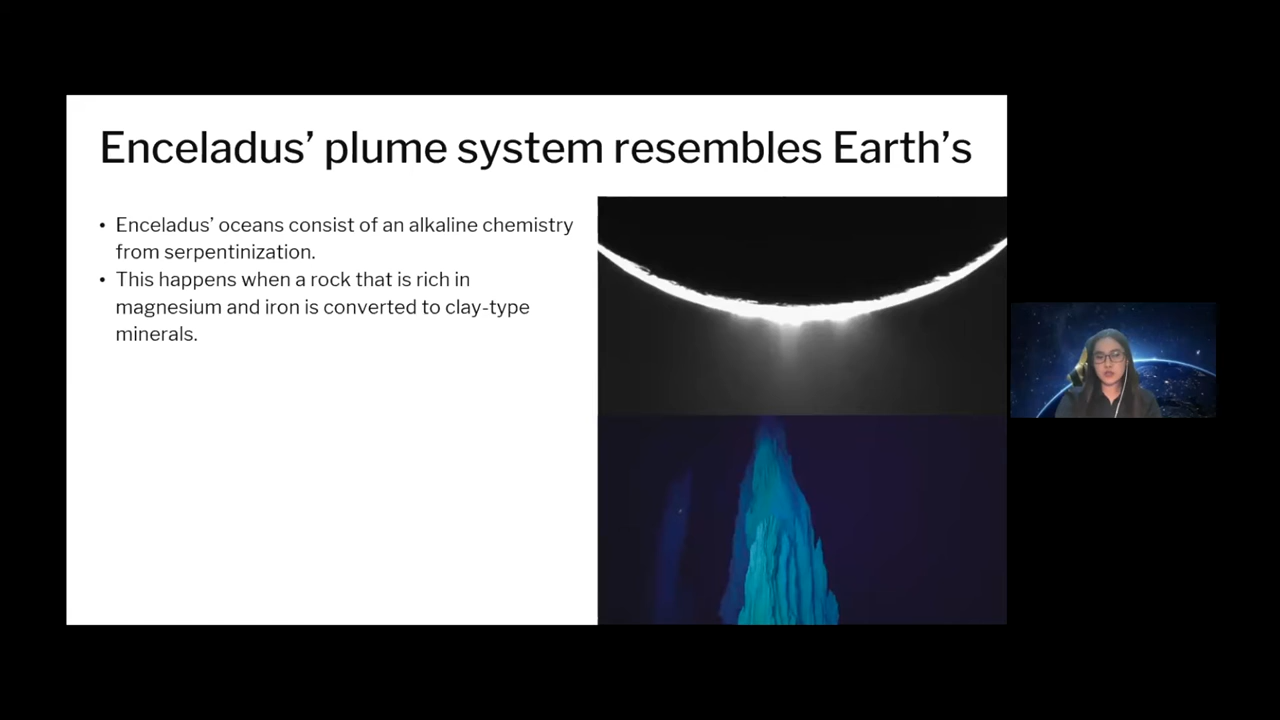 Enceladus’ plume system resembles Earth’s
• Enceladus’ oceans consist of an alkaline chemistry
from serpentinization.
• This happens when a rock that is rich in
magnesium and iron is converted to clay-type
minerals.